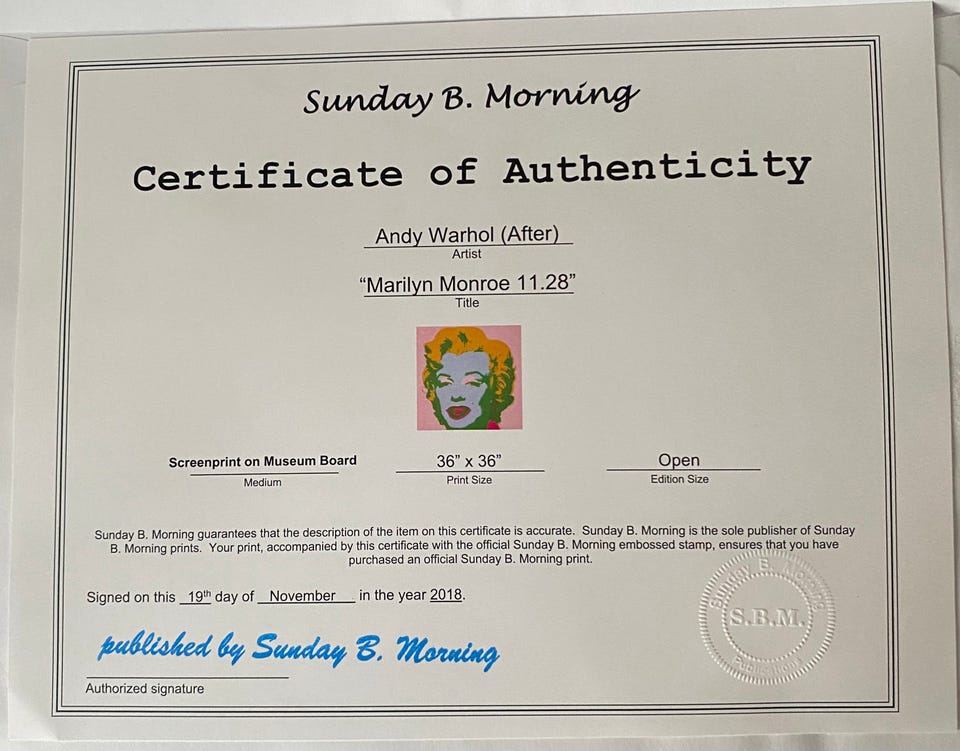 Sunday B. Morning
Certificate of Authenticity
Andy Warhol (After)
Artist
“Marilyn Monroe 11.28”
Title
Screenprint on Museum Board
Medium
36” x 36”
Print Size
Open
Edition Size
Sunday B. Morning guarantees that the description of the item on this certificate is accurate. Sunday B. Morning is the sole publisher of Sunday
B. Morning prints. Your print, accompanied by this certificate with the official Sunday B. Morning embossed stamp, ensures that you have
purchased an official Sunday B. Morning print.
Signed on this 19th day of November in the year 2018.
published by Sunday B. Morning
Authorized signature
Sunday B. Morning
S.B.M.